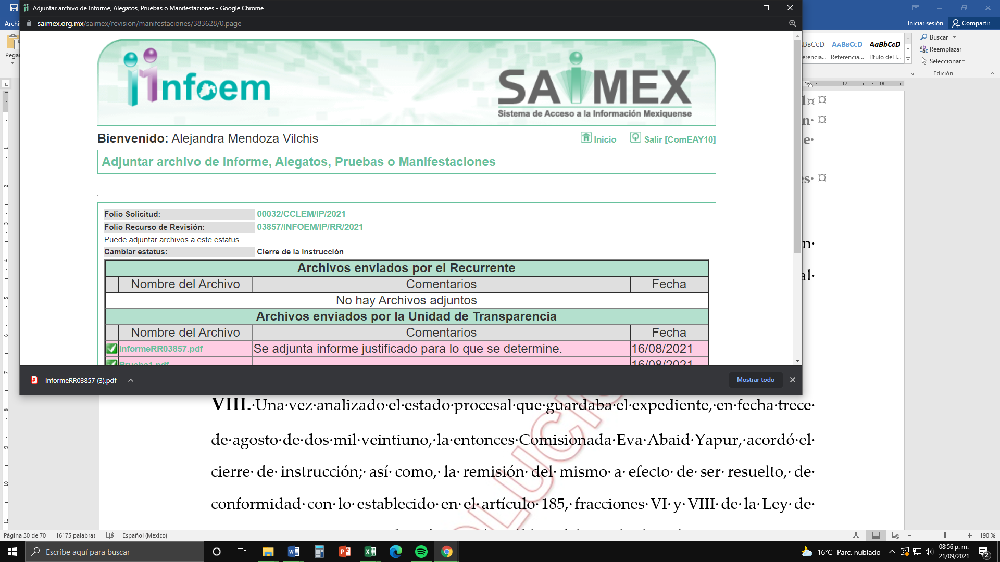 Adjuntar archivo de Informe, Alegatos, Pruebas o Manifestaciones - Google Chrome
saimex.org.mx/saimex/revision/manifestaciones/383628/0.page
infoem
SAIMEX
Sistema de Acceso a la Información Mexiquense
Bienvenido: Alejandra Mendoza Vilchis
Inicio
Salir [ComEAY10]
Adjuntar archivo de Informe, Alegatos, Pruebas o Manifestaciones
Folio Solicitud: 00032/CCLEM/IP/2021
Folio Recurso de Revisión: 03857/INFOEM/IP/RR/2021
Puede adjuntar archivos a este estatus
Cambiar estatus: Cierre de la instrucción
Archivos enviados por el Recurrente
Nombre del Archivo Comentarios Fecha
No hay Archivos adjuntos
Archivos enviados por la Unidad de Transparencia
Nombre del Archivo Comentarios Fecha
InformeRR03857.pdf Se adjunta informe justificado para lo que se determine. 16/08/2021
Prueba1.pdf 16/08/2021
InformeRR03857 (3).pdf
Mostrar todo
Archi
Pegar
Iniciar sesión
Compartir
BBCCD AABBCCD AaBbCcD
erencia... Referencia... Título del l...
Buscar
Reemplazar
Seleccionar
Edición
16 17 18
n·
e·
es·
n·
al·
VIII.·Una·vez·analizado·el·estado·procesal·que·guardaba·el·expediente,·en·fecha·trece·
de·agosto·de·dos·mil·veintiuno,·la·entonces·Comisionada·Eva·Abaid·Yapur,·acordó·el·
cierre·de·instrucción;·así·como,·la·remisión·del·mismo·a·efecto·de·ser·resuelto,·de·
conformidad·con·lo·establecido·en·el·artículo·185,·fracciones·VI·y·VIII·de·la·Ley·de·
OLUCIO
Página 30 de 70
16175 palabras
Español (México)
190 %
Escribe aquí para buscar
16°C Parc. nublado
08:56 p. m.
21/09/2021
2